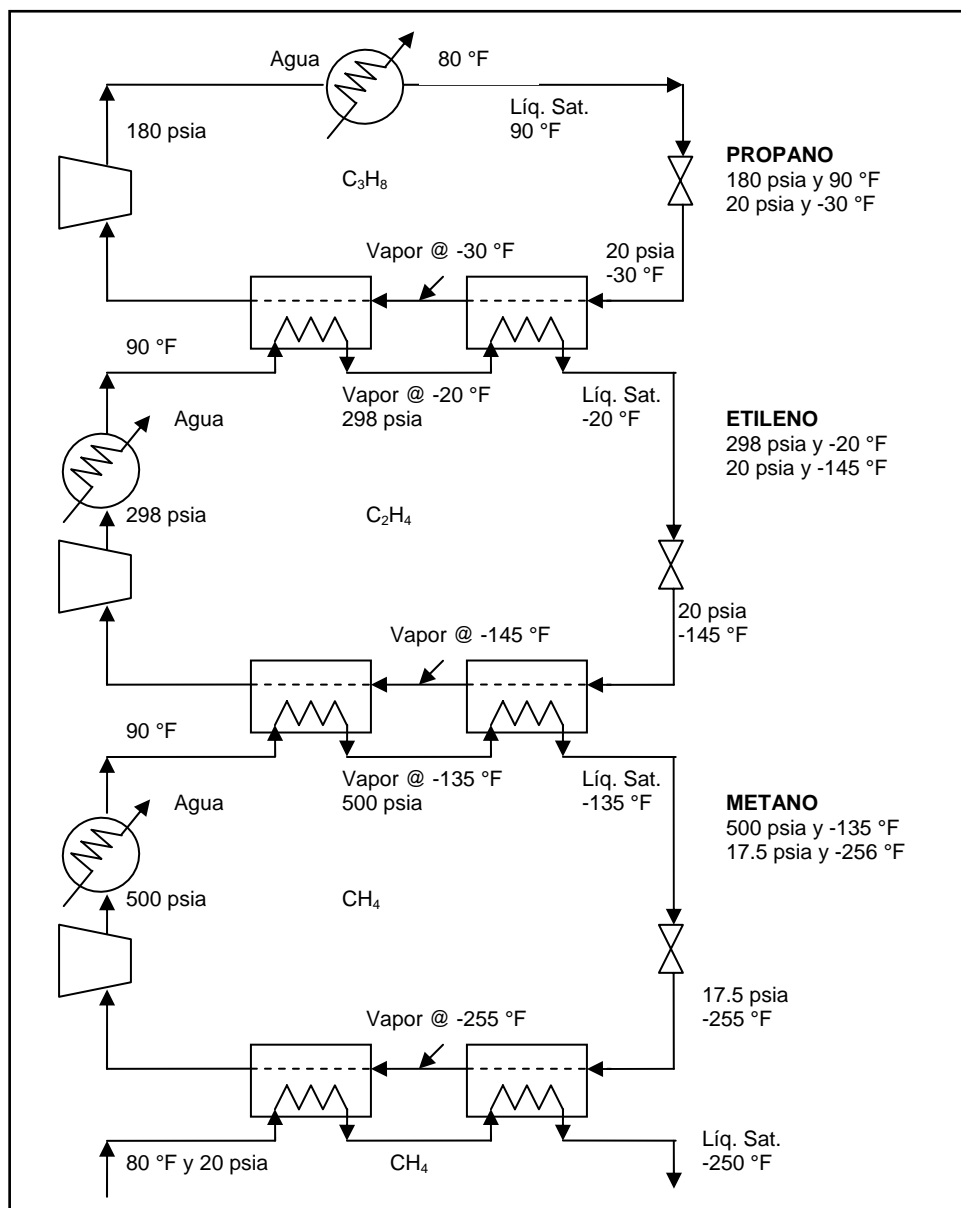 Agua
80 °F
Líq. Sat.
90 °F
180 psia
C₃H₈
PROPANO
180 psia y 90 °F
20 psia y -30 °F
Vapor @ -30 °F
20 psia
-30 °F
90 °F
Vapor @ -20 °F
298 psia
Líq. Sat.
-20 °F
Agua
ETILENO
298 psia y -20 °F
20 psia y -145 °F
298 psia
C₂H₄
20 psia
-145 °F
Vapor @ -145 °F
90 °F
Vapor @ -135 °F
500 psia
Líq. Sat.
-135 °F
Agua
METANO
500 psia y -135 °F
17.5 psia y -256 °F
500 psia
CH₄
17.5 psia
-255 °F
Vapor @ -255 °F
80 °F y 20 psia
CH₄
Líq. Sat.
-250 °F